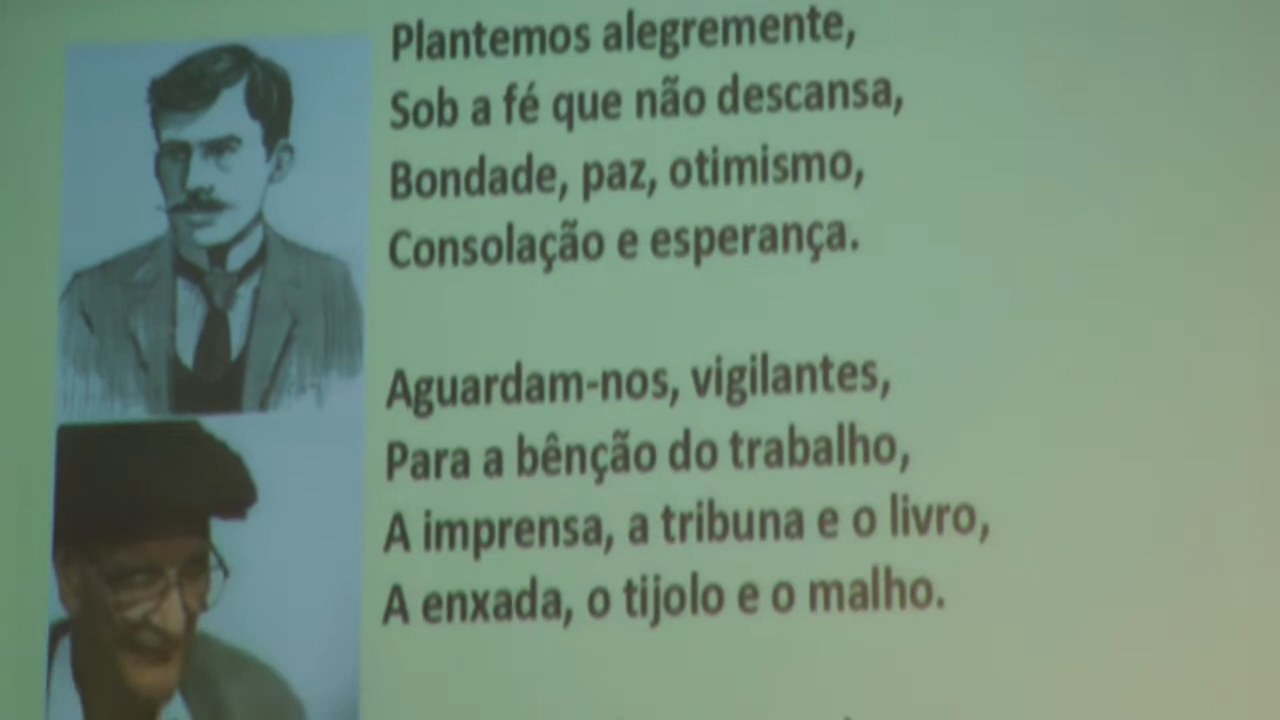 Plantemos alegremente,
Sob a fé que não descansa,
Bondade, paz, otimismo,
Consolação e esperança.
Aguardam-nos, vigilantes,
Para a bênção do trabalho,
A imprensa, a tribuna e o livro,
A enxada, o tijolo e o malho.